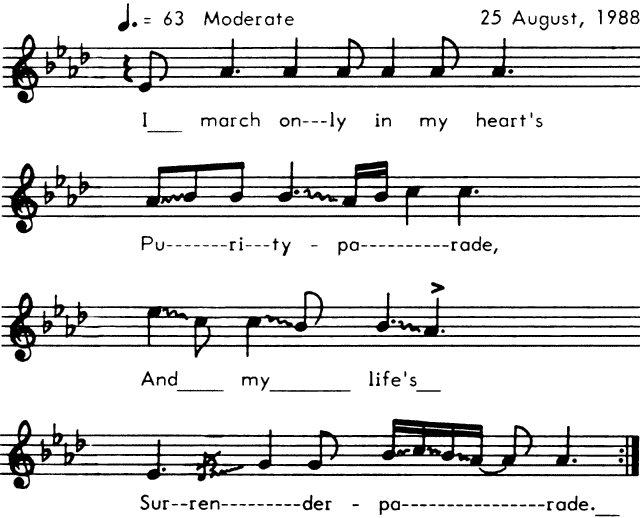 ♩. = 63 Moderate 25 August, 1988
I___ march on---ly in my heart's
Pu-------ri---ty - pa----------rade,
And____ my_______ life's__
Sur--ren---------der - pa----------------rade.__